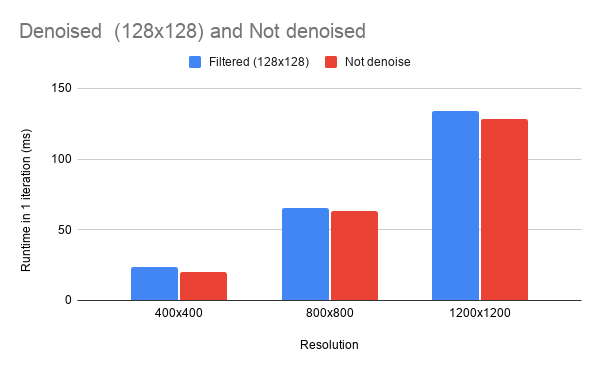 Denoised  (128x128) and Not denoised
Filtered (128x128)
Not denoise
Runtime in 1 iteration (ms)
150
100
50
0
400x400
800x800
1200x1200
Resolution